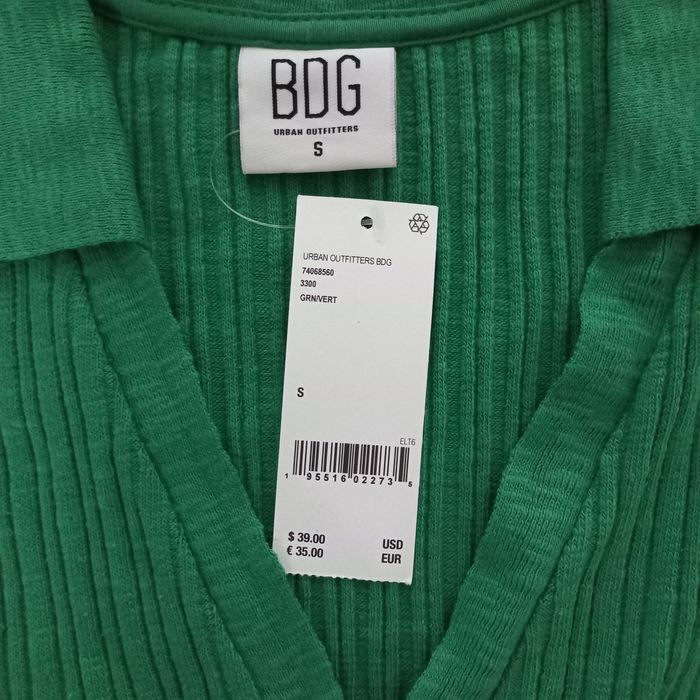 BDG
URBAN OUTFITTERS
S
URBAN OUTFITTERS BDG
74068560
3300
GRN/VERT
S
ELT6
1 95516 02273 5
$ 39.00 USD
€ 35.00 EUR